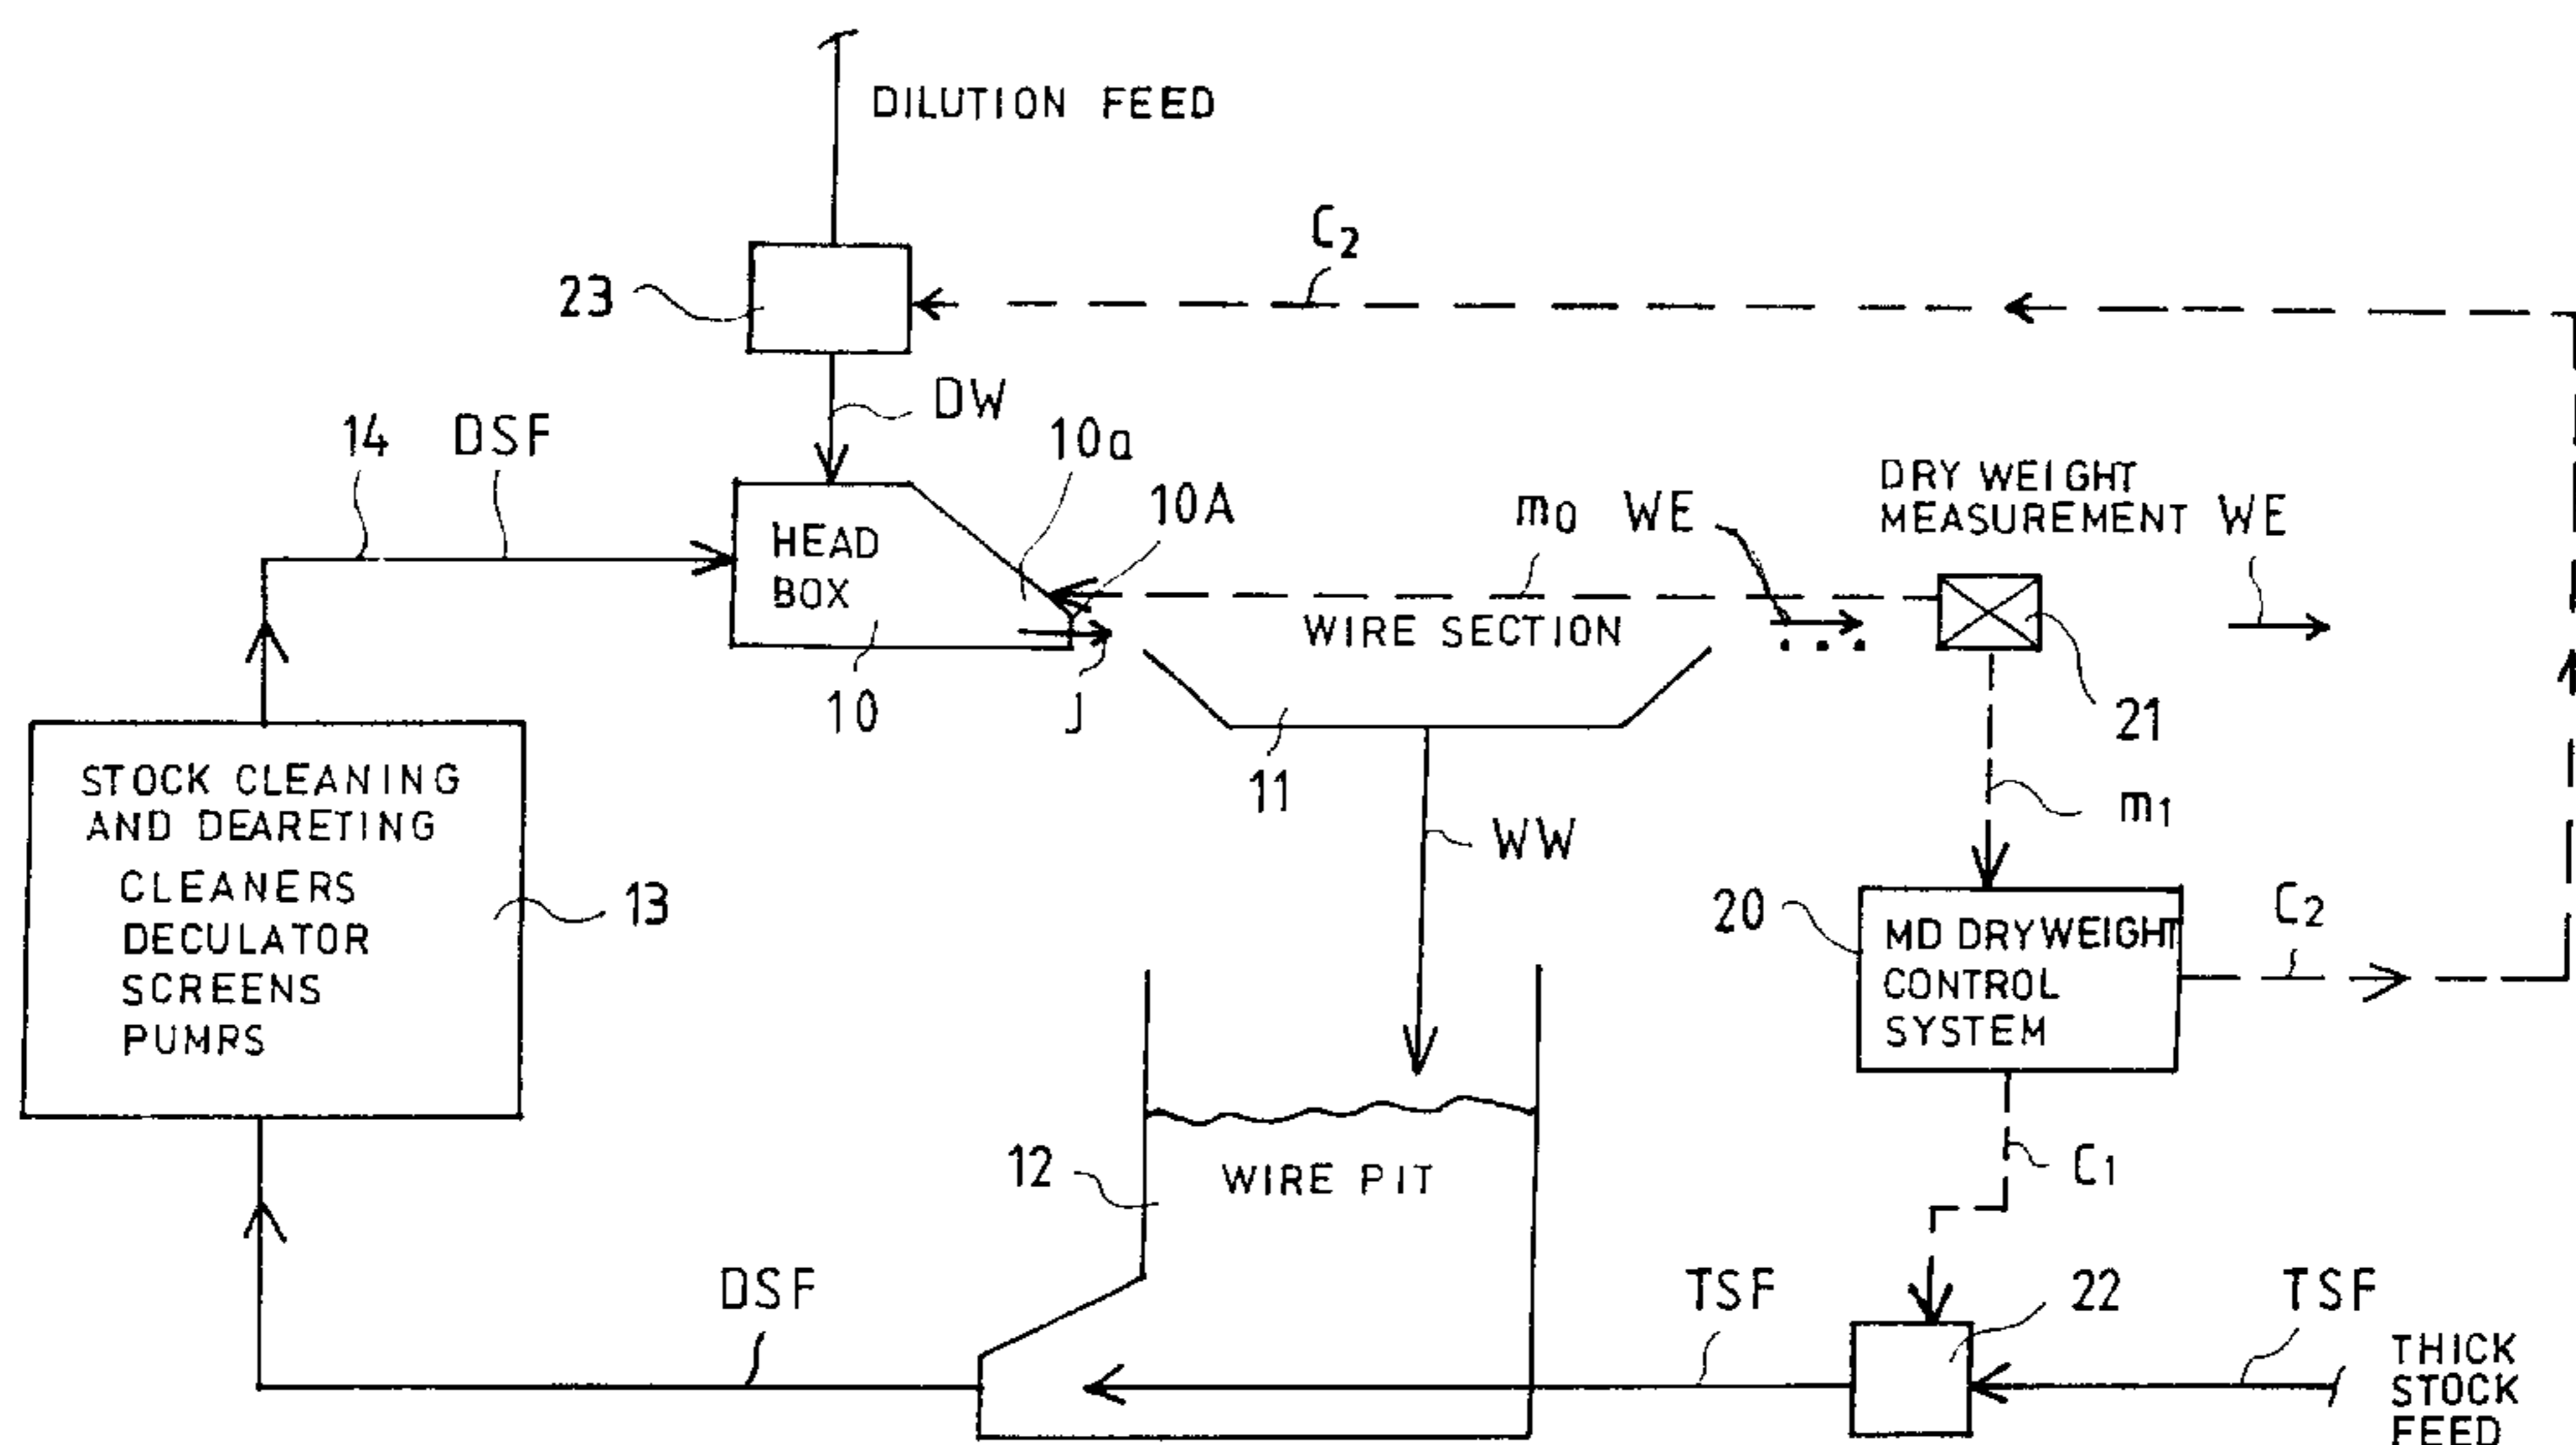 DILUTION FEED
C2
23
DW
14 DSF
10a
10A
HEAD
BOX
m0 WE
DRY WEIGHT
MEASUREMENT WE
WIRE SECTION
10
J
11
21
STOCK CLEANING
AND DEARETING
CLEANERS
DECULATOR
SCREENS
PUMPS
13
WW
m1
20
MD DRYWEIGHT
CONTROL
SYSTEM
C2
12
WIRE PIT
C1
DSF
TSF
22
TSF
THICK
STOCK
FEED